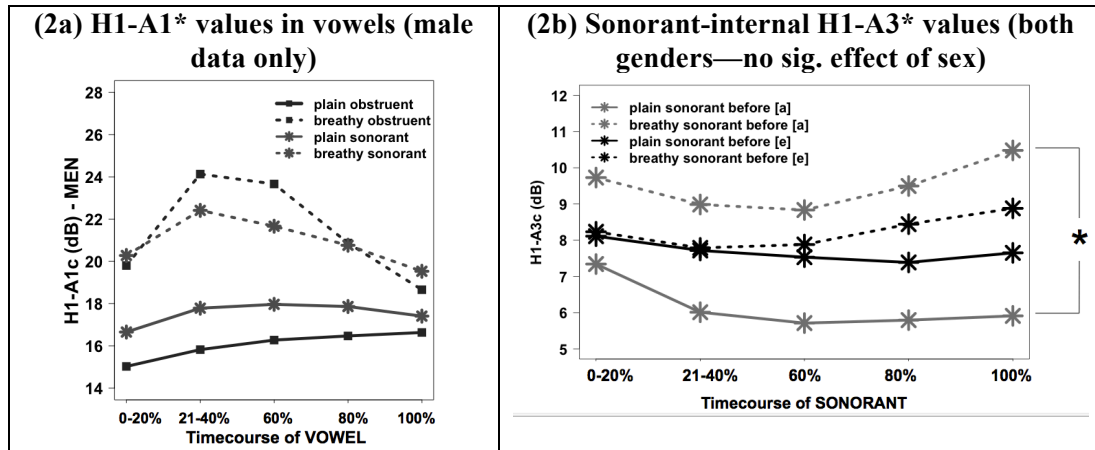 (2a) H1-A1* values in vowels (male
data only)
28
26
24
22
20
18
16
14
H1-A1c (dB) - MEN
plain obstruent
breathy obstruent
plain sonorant
breathy sonorant
0-20% 21-40% 60% 80% 100%
Timecourse of VOWEL
(2b) Sonorant-internal H1-A3* values (both
genders—no sig. effect of sex)
12
11
10
9
8
7
6
5
H1-A3c (dB)
plain sonorant before [a]
breathy sonorant before [a]
plain sonorant before [e]
breathy sonorant before [e]
*
0-20% 21-40% 60% 80% 100%
Timecourse of SONORANT